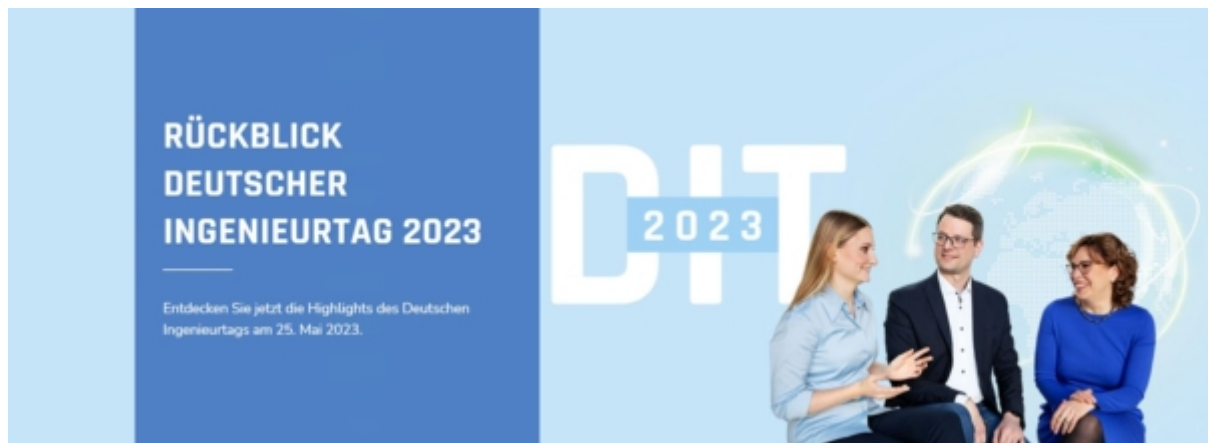 RÜCKBLICK
DEUTSCHER
INGENIEURTAG 2023
Entdecken Sie jetzt die Highlights des Deutschen
Ingenieurtags am 25. Mai 2023.
DIT
2023